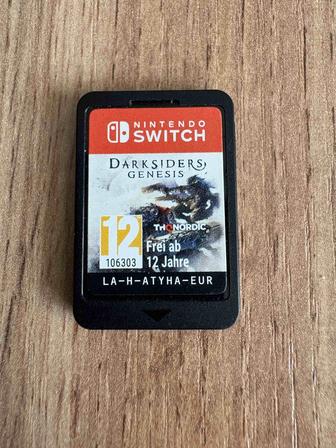 NINTENDO
SWITCH
DARKSIDERS
GENESIS
THQ NORDIC
12
106303
Frei ab
12 Jahre
LA-H-ATYHA-EUR